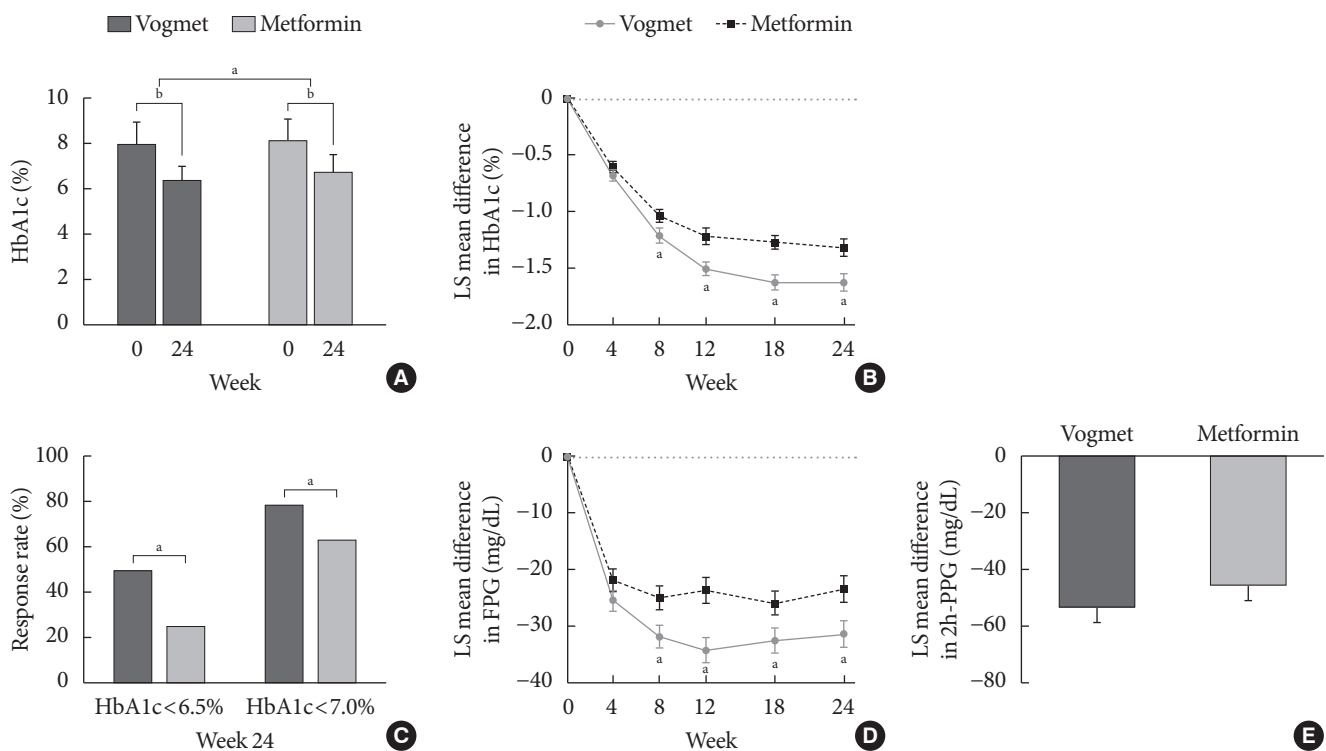 Vogmet Metformin
a
b b
HbA1c (%)
10
8
6
4
2
0
0 24 0 24
Week
A
Vogmet Metformin
LS mean difference
in HbA1c (%)
0
−0.5
−1.0
−1.5
−2.0
a a a a
0 4 8 12 18 24
Week
B
Response rate (%)
100
80
60
40
20
0
a a
HbA1c<6.5% HbA1c<7.0%
Week 24
C
LS mean difference
in FPG (mg/dL)
0
−10
−20
−30
−40
a a a a
0 4 8 12 18 24
Week
D
Vogmet Metformin
LS mean difference
in 2h-PPG (mg/dL)
0
−20
−40
−60
−80
E